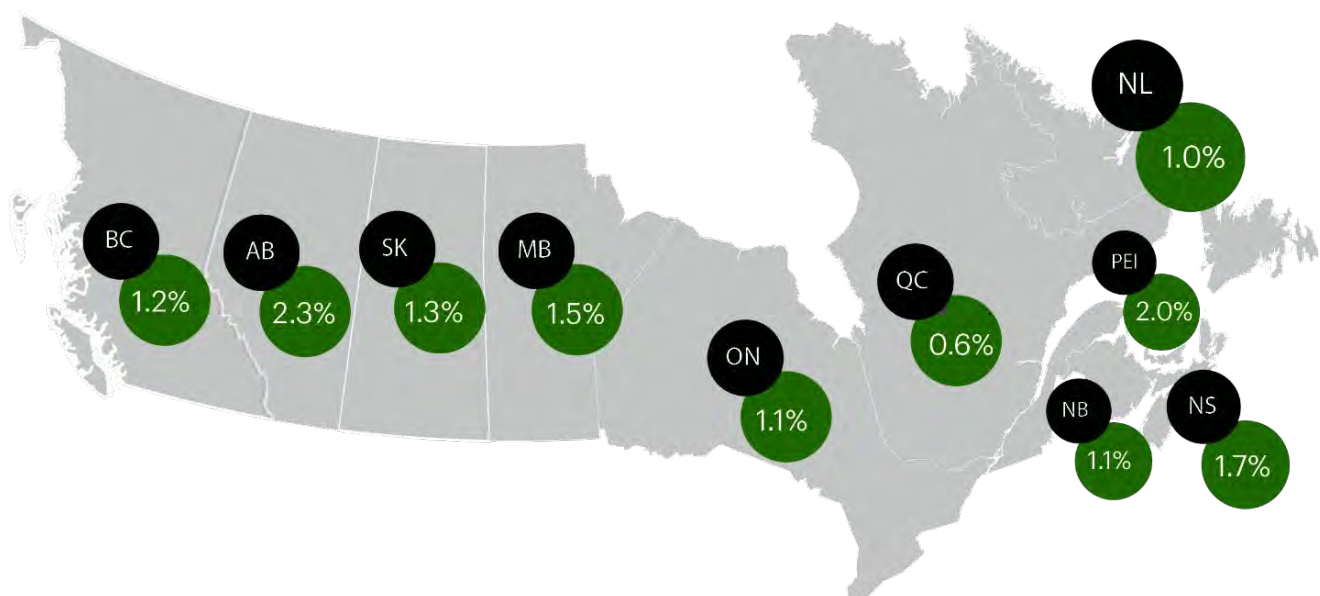 NL
1.0%
BC
1.2%
AB
2.3%
SK
1.3%
MB
1.5%
ON
1.1%
QC
0.6%
PEI
2.0%
NB
1.1%
NS
1.7%